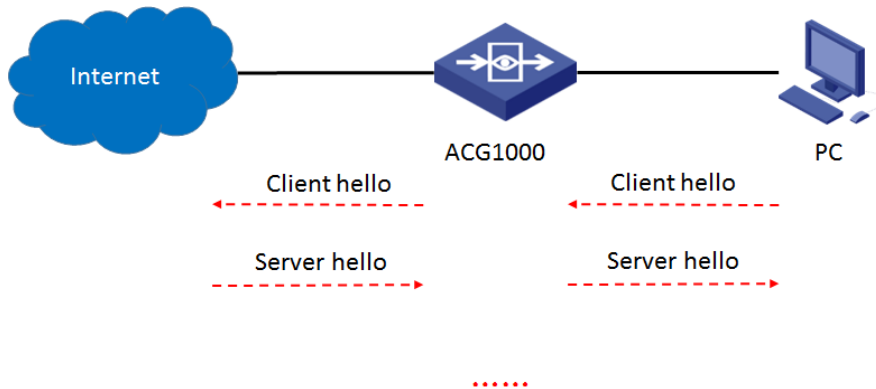 Internet
ACG1000
PC
Client hello
Client hello
Server hello
Server hello
......